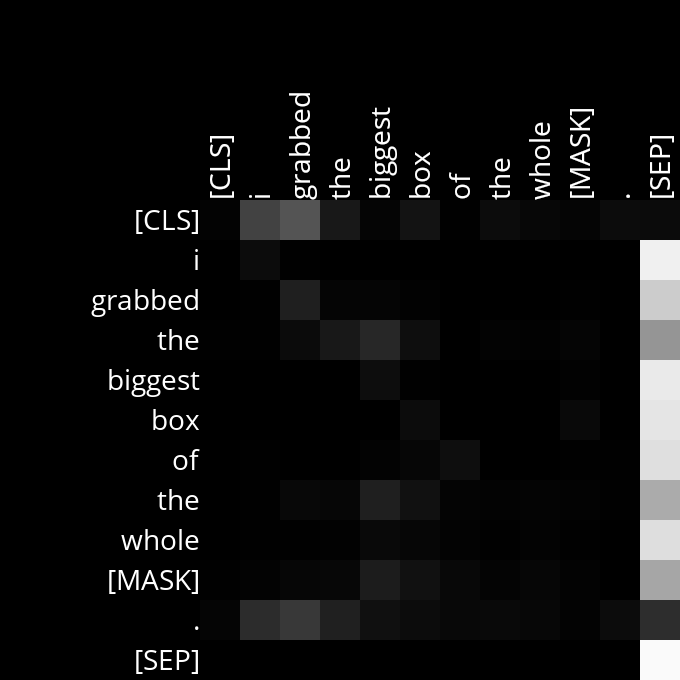 [CLS]
i
grabbed
the
biggest
box
of
the
whole
[MASK]
.
[SEP]
[CLS]
i
grabbed
the
biggest
box
of
the
whole
[MASK]
.
[SEP]